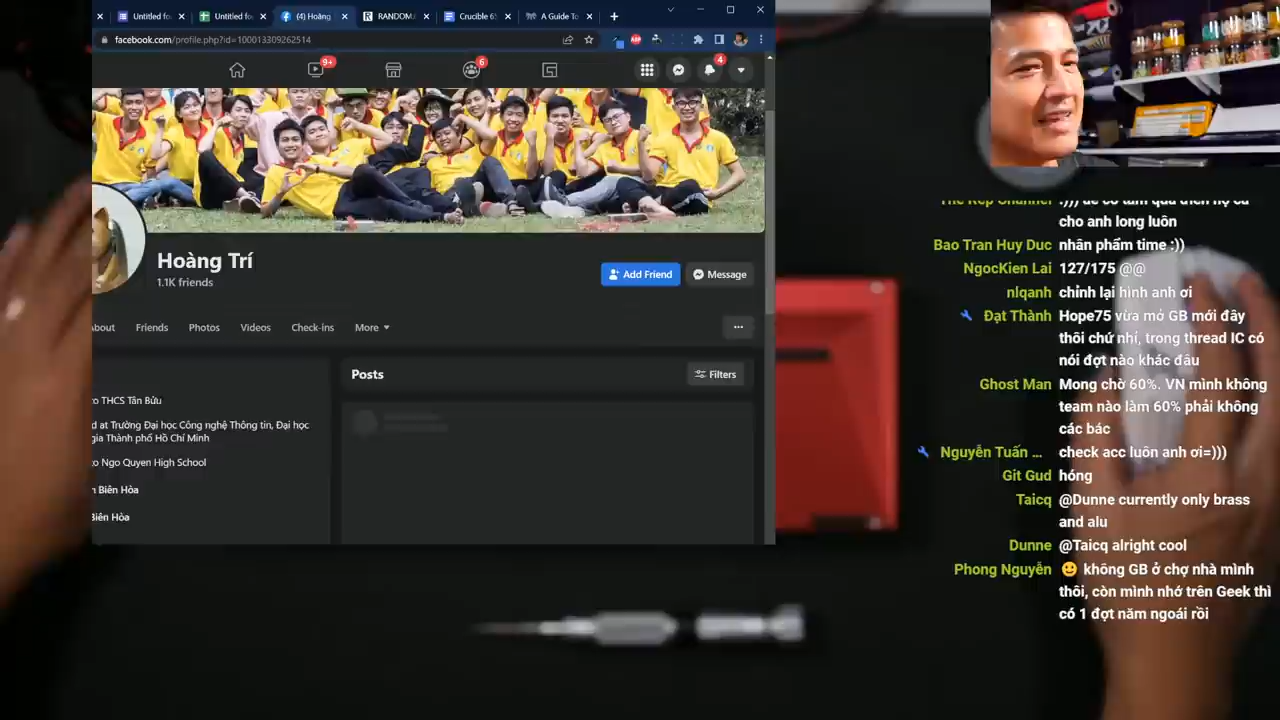 Untitled fo
Untitled fo
(4) Hoàng
RANDOM.
Crucible 6
A Guide To
facebook.com/profile.php?id=100013309262514
9+
6
4
Hoàng Trí
1.1K friends
Add Friend
Message
About
Friends
Photos
Videos
Check-ins
More
Posts
Filters
o THCS Tân Bửu
d at Trường Đại học Công nghệ Thông tin, Đại học
gia Thành phố Hồ Chí Minh
o Ngo Quyen High School
n Biên Hòa
Biên Hòa
cho anh long luôn
Bao Tran Huy Duc nhân phẩm time :))
NgocKien Lai 127/175 @@
nlqanh chỉnh lại hình anh ơi
Đạt Thành Hope75 vừa mở GB mới đây
thôi chứ nhỉ, trong thread IC có
nói đợt nào khác đâu
Ghost Man Mong chờ 60%. VN mình không
team nào làm 60% phải không
các bác
Nguyễn Tuấn ... check acc luôn anh ơi=)))
Git Gud hóng
Taicq @Dunne currently only brass
and alu
Dunne @Taicq alright cool
Phong Nguyễn 🙂 không GB ở chợ nhà mình
thôi, còn mình nhớ trên Geek thì
có 1 đợt năm ngoái rồi